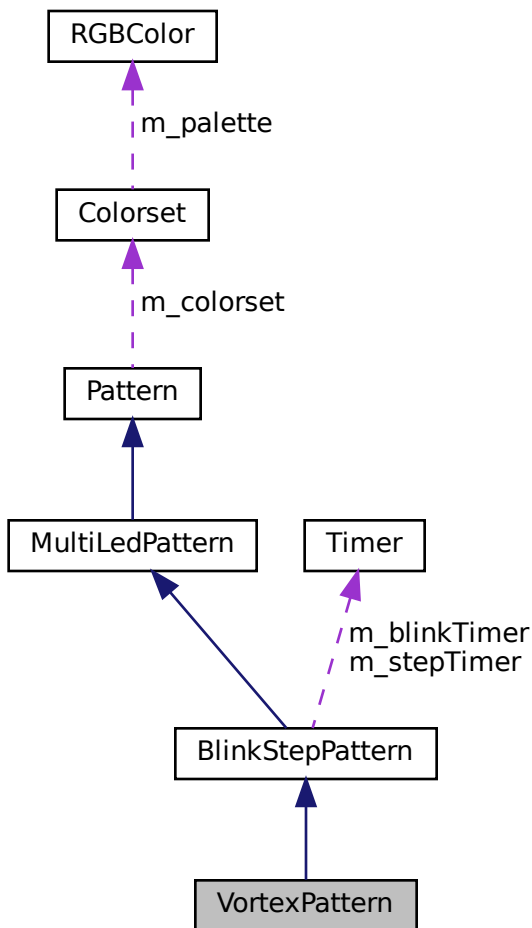 RGBColor
m_palette
Colorset
m_colorset
Pattern
MultiLedPattern
Timer
m_blinkTimer
m_stepTimer
BlinkStepPattern
VortexPattern